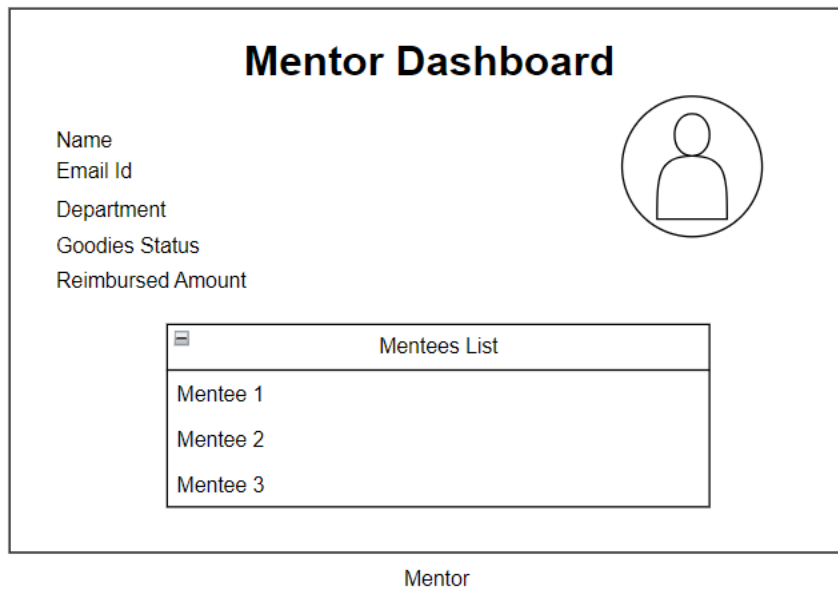 Mentor Dashboard
Name
Email Id
Department
Goodies Status
Reimbursed Amount
Mentees List
Mentee 1
Mentee 2
Mentee 3
Mentor